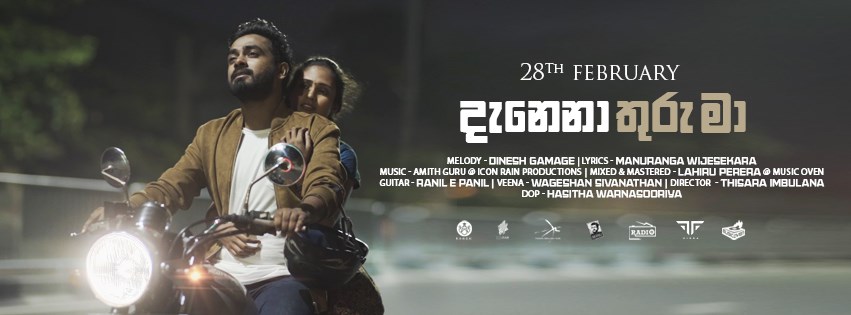 28TH FEBRUARY
දැනෙනා තුරු මා
MELODY - DINESH GAMAGE | LYRICS - MANURANGA WIJESEKARA
MUSIC - AMITH GURU @ ICON RAIN PRODUCTIONS | MIXED & MASTERED - LAHIRU PERERA @ MUSIC OVEN
GUITAR - RANIL E PANIL | VEENA - WAGESHAN SIVANATHAN | DIRECTOR - THISARA IMBULANA
DOP - HASITHA WARNASOORIYA
RADIO